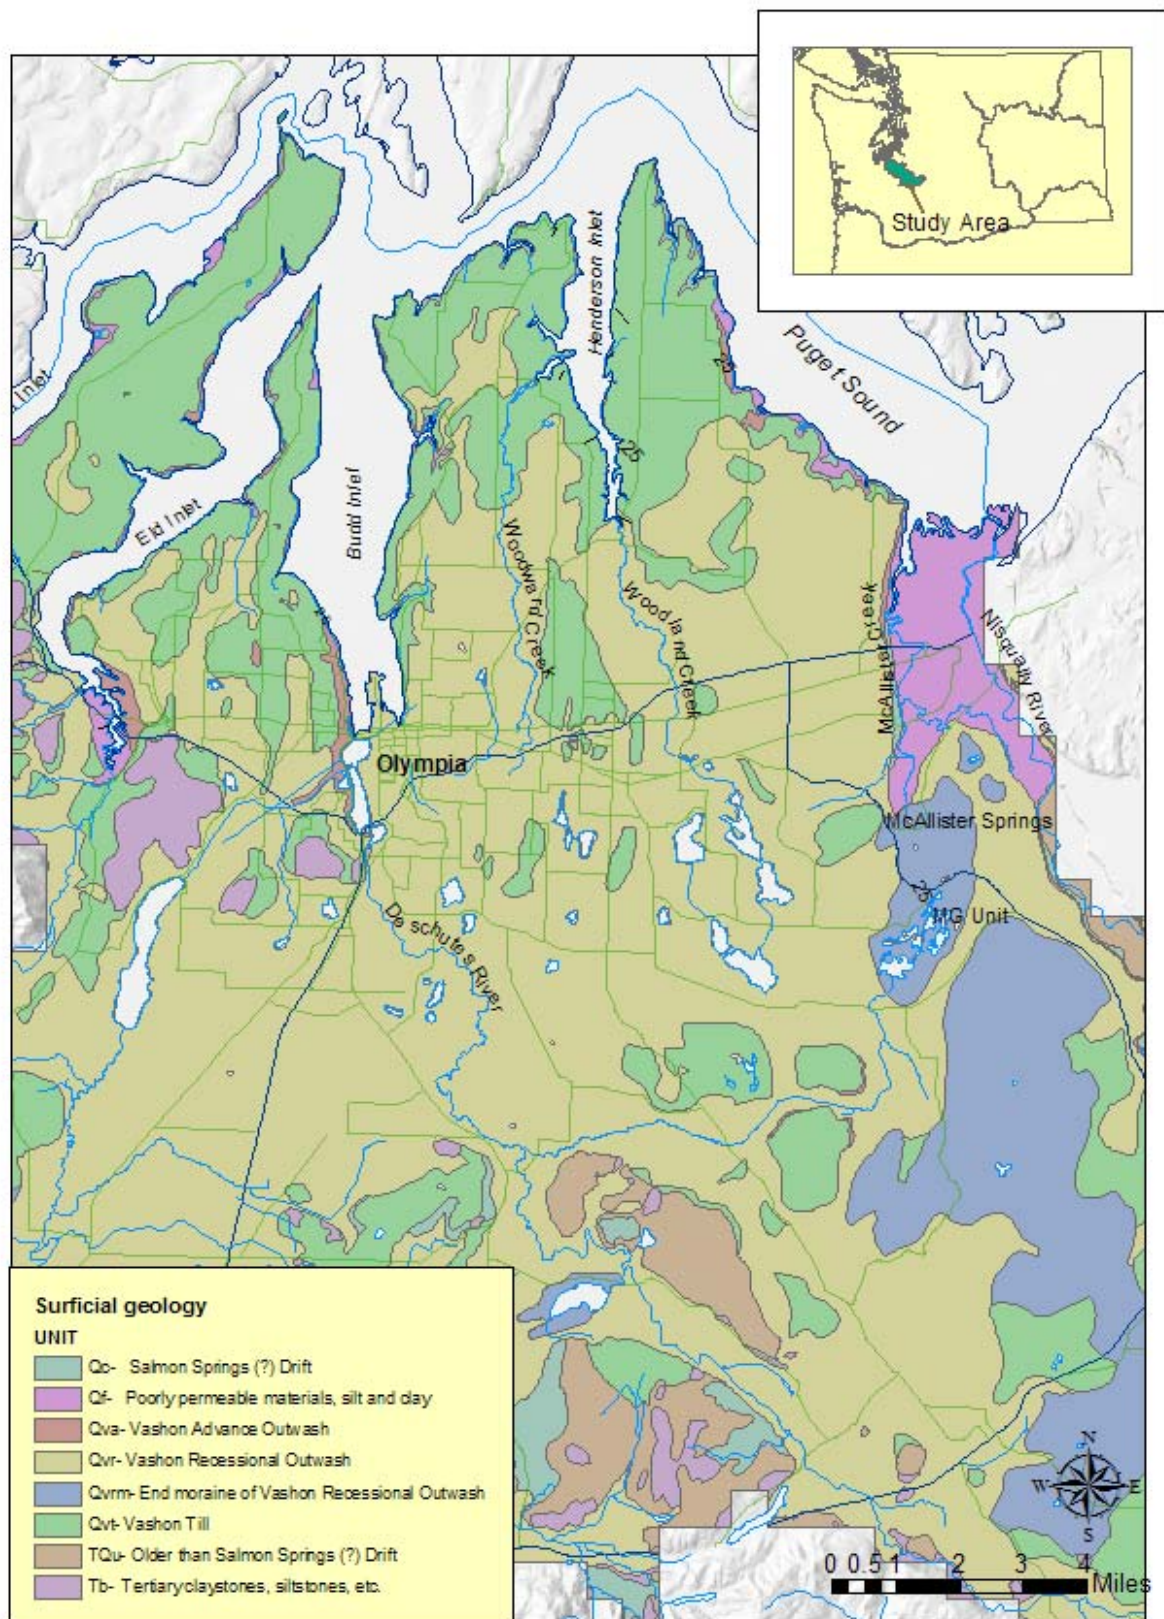 Study Area
Henderson Inlet
Puget Sound
25
Inlet
25
Eld Inlet
Budd Inlet
Woodward Creek
Woodland Creek
McAllister Creek
Nisqually River
Olympia
McAllister Springs
25
MG Unit
Deschutes River
Surficial geology
UNIT
Qc- Salmon Springs (?) Drift
Qf- Poorly permeable materials, silt and clay
Qva- Vashon Advance Outwash
Qvr- Vashon Recessional Outwash
Qvrm- End moraine of Vashon Recessional Outwash
Qvt- Vashon Till
TQu- Older than Salmon Springs (?) Drift
Tb- Tertiary claystones, siltstones, etc.
N
W E
S
0 0.5 1 2 3 4
Miles